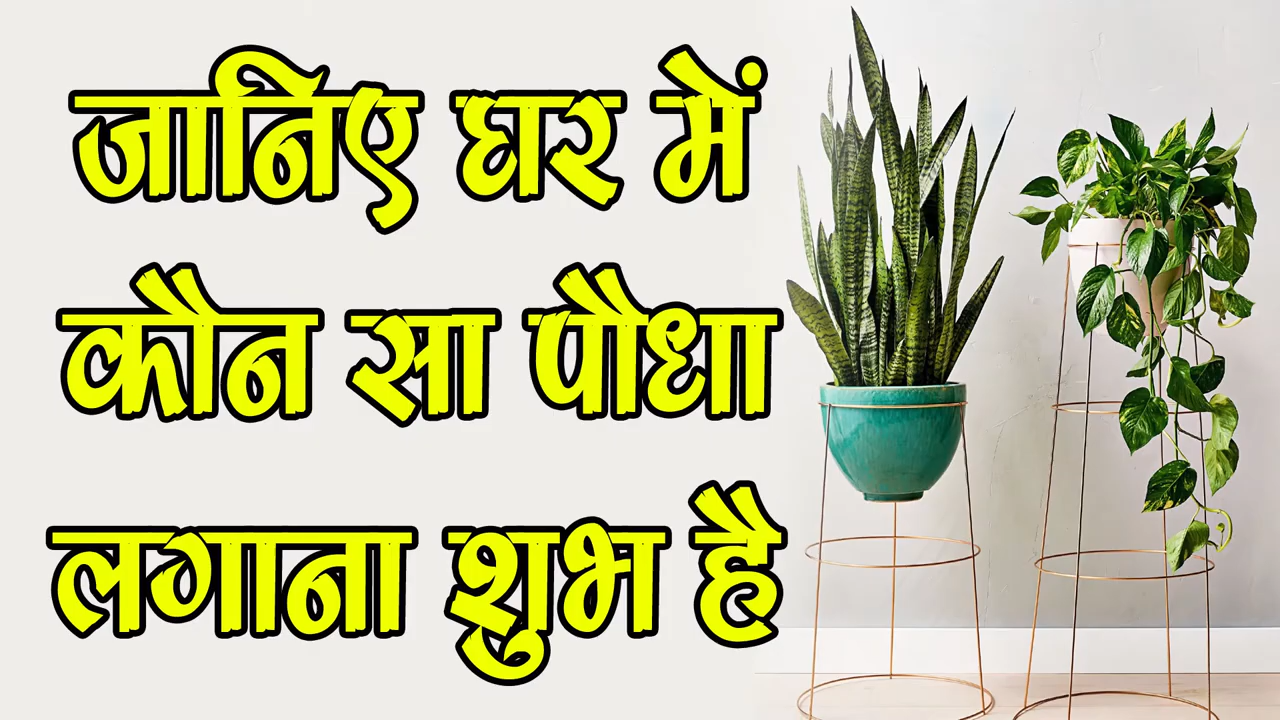 जानिए घर में
कौन सा पौधा
लगाना शुभ है